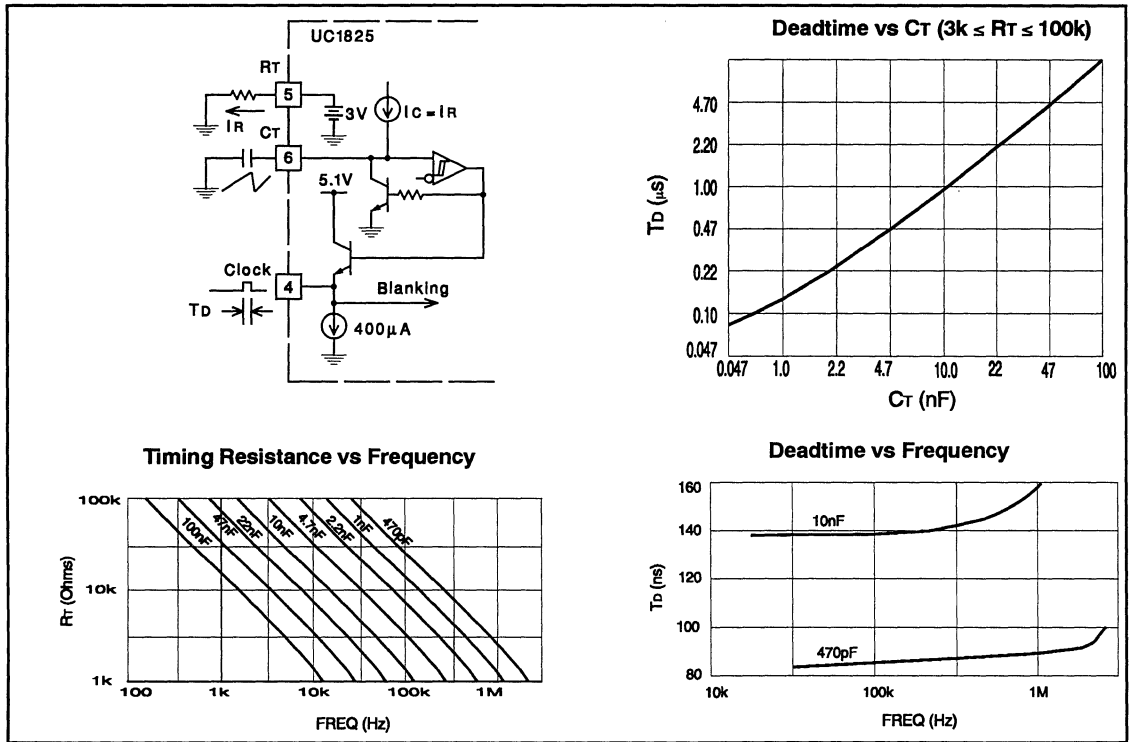 UC1825
RT
5
IR
3V
IC = IR
CT
6
5.1V
Clock
4
TD
Blanking
400μA
Deadtime vs CT (3k ≤ RT ≤ 100k)
TD (μs)
4.70
2.20
1.00
0.47
0.22
0.10
0.047
0.047 1.0 2.2 4.7 10.0 22 47 100
CT (nF)
Timing Resistance vs Frequency
RT (Ohms)
100k
10k
1k
100nF 47nF 22nF 10nF 4.7nF 2.2nF 1nF 470pF
100 1k 10k 100k 1M
FREQ (Hz)
Deadtime vs Frequency
TD (ns)
160
140
120
100
80
10nF
470pF
10k 100k 1M
FREQ (Hz)